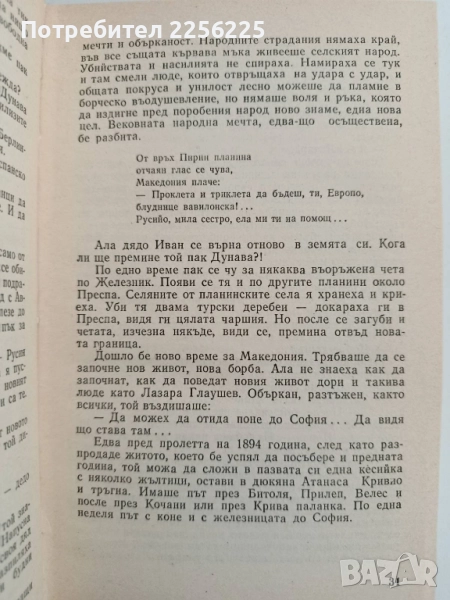 Потребител 2256592
мечти и обърканост. Народните страдания нямаха край,
във все същата кървава мъка живееше селският народ.
Убийствата и насилията не спираха. Намираха се тук
и там смели люде, които отвръщаха на удара с удар, и
общата покруса и унилост лесно можеше да пламне в
борческо въодушевление, но нямаше воля и ръка, която
да издигне пред поробения народ ново знаме, една нова
цел. Вековната народна мечта, едва-що осъществена,
бе разбита.
От връх Пирин планина
отчаян глас се чува,
Македония плаче:
— Проклета и триклета да бъдеш, ти, Европо,
блуднице вавилонска!...
Русийо, мила сестро, ела ми ти на помощ...
Ала дядо Иван се върна отново в земята си. Кога
ли ще премине той пак Дунава?
По едно време пак се чу за някаква въоръжена чета
по Железник. Появи се тя и по другите планини около
Преспа. Селяните от планинските села я хранеха и кри-
еха. Уби тя двама турски деребеи — докараха ги в
Преспа, видя ги цялата чаршия. Но после се загуби и
четата, изчезна някъде, види се, премина отвъд нова-
та граница.
Дошло бе ново време за Македония. Трябваше да се
започне нов живот, нова борба. Ала не знаеха как да
започнат, как да поведат новия живот дори и такива
люде като Лазара Глаушев. Объркан, разтъжен, както
всички, той въздишаше:
— Да можех да отида поне до София... Да видя
що става там...
Едва пред пролетта на 1894 година, след като раз-
продаде житото, което бе успял да посъбере и предната
година, той можа да сложи в пазвата си една кесийка
с няколко жълтици, остави в дюкяна Атанаса Кривио
и тръгна. Имаше път през Битоля, Прилеп, Велес и
после през Кочани или през Крива паланка. По една
неделя път с коне и с железницата до София.
BAZAR